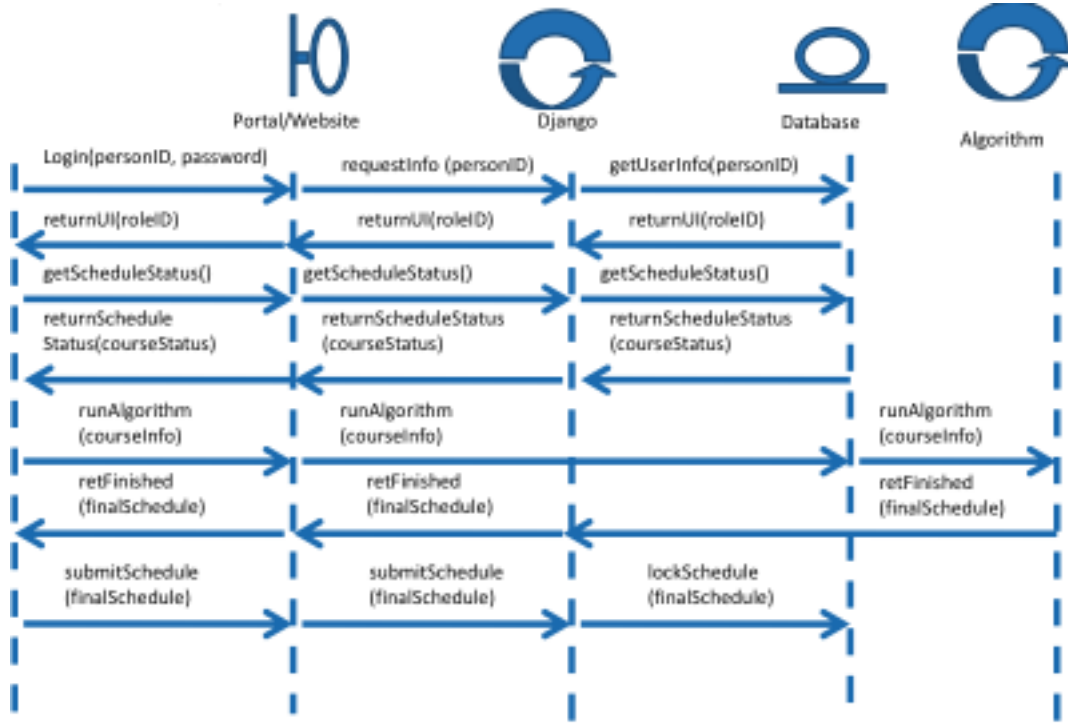 Portal/Website
Django
Database
Algorithm
Login(personID, password)
requestInfo (personID)
getUserInfo(personID)
returnUI(roleID)
returnUI(roleID)
returnUI(roleID)
getScheduleStatus()
getScheduleStatus()
getScheduleStatus()
returnSchedule
Status(courseStatus)
returnScheduleStatus
(courseStatus)
returnScheduleStatus
(courseStatus)
runAlgorithm
(courseInfo)
runAlgorithm
(courseInfo)
runAlgorithm
(courseInfo)
retFinished
(finalSchedule)
retFinished
(finalSchedule)
retFinished
(finalSchedule)
submitSchedule
(finalSchedule)
submitSchedule
(finalSchedule)
lockSchedule
(finalSchedule)